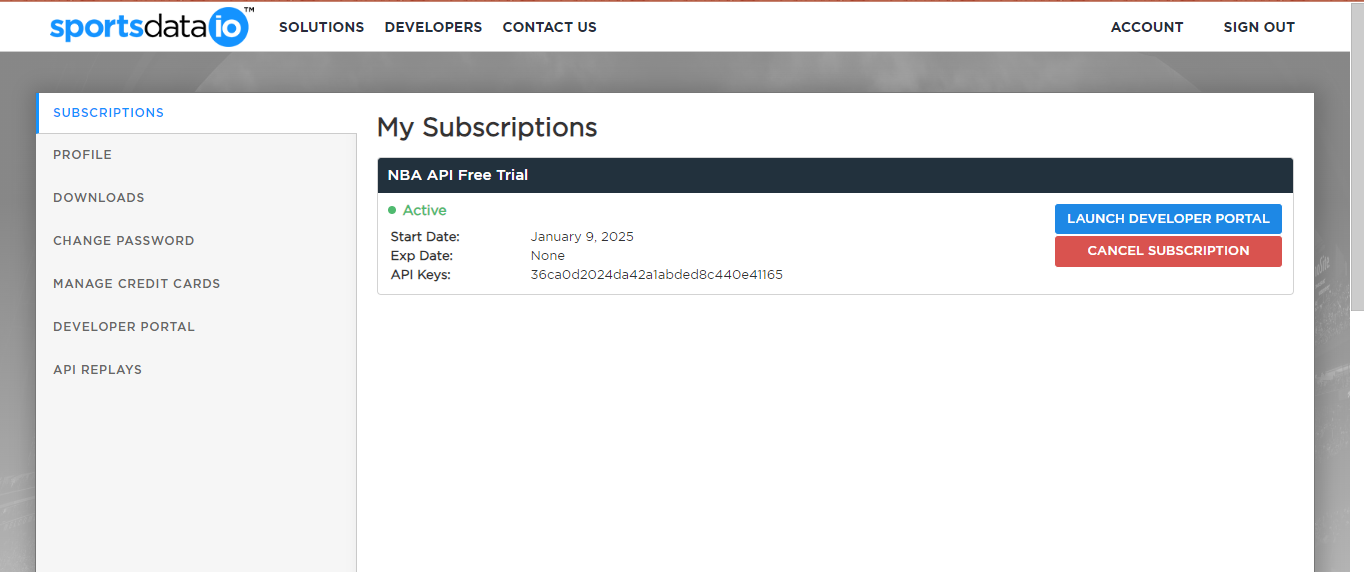 sportsdataio™ SOLUTIONS DEVELOPERS CONTACT US ACCOUNT SIGN OUT
SUBSCRIPTIONS
PROFILE
DOWNLOADS
CHANGE PASSWORD
MANAGE CREDIT CARDS
DEVELOPER PORTAL
API REPLAYS
My Subscriptions
NBA API Free Trial
Active
LAUNCH DEVELOPER PORTAL
CANCEL SUBSCRIPTION
Start Date: January 9, 2025
Exp Date: None
API Keys: 36ca0d2024da42a1abded8c440e41165